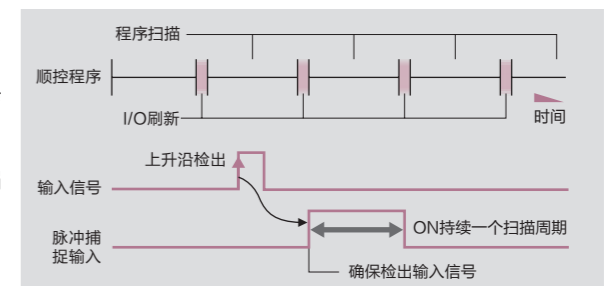 程序扫描
顺控程序
I/O刷新
时间
上升沿检出
输入信号
ON持续一个扫描周期
脉冲捕
捉输入
确保检出输入信号